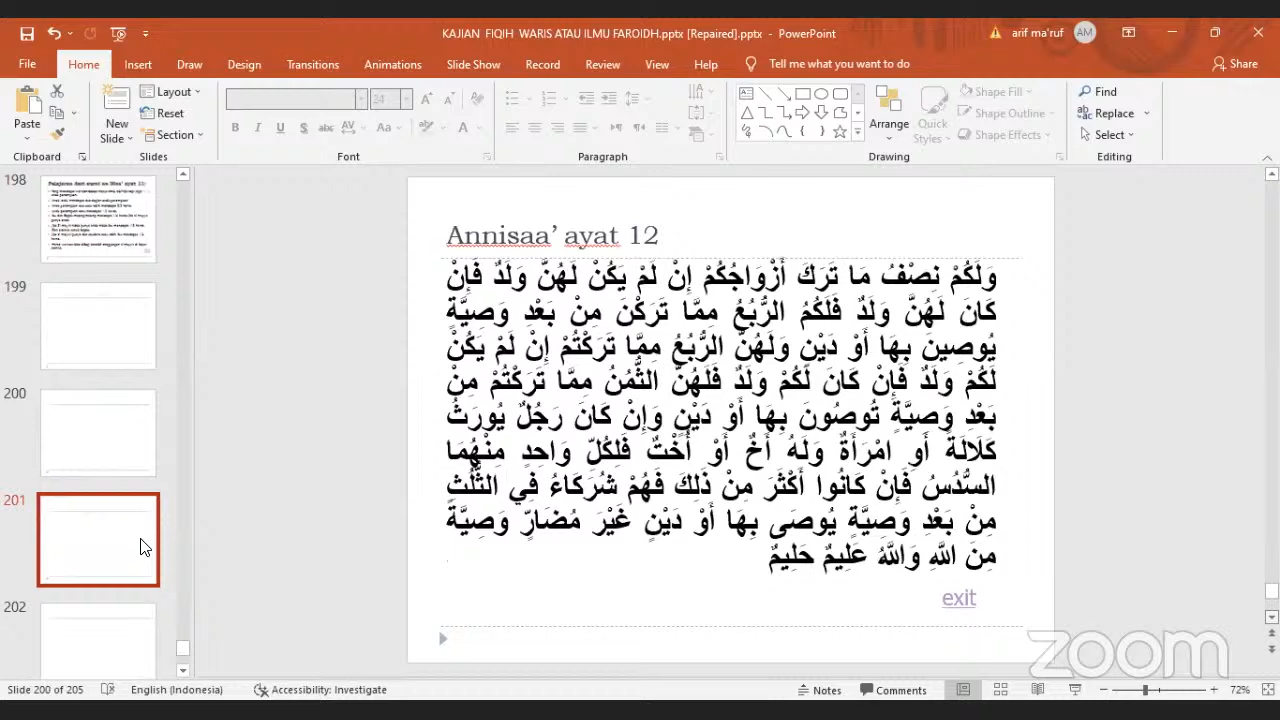 KAJIAN FIQIH WARIS ATAU ILMU FAROIDH.pptx [Repaired].pptx - PowerPoint
arif ma'ruf
AM
File Home Insert Draw Design Transitions Animations Slide Show Record Review View Help Tell me what you want to do Share
Paste
New Slide
Layout
Reset
Section
24
Arrange
Quick Styles
Shape Fill
Shape Outline
Shape Effects
Find
Replace
Select
Clipboard Slides Font Paragraph Drawing Editing
198
199
200
201
202
Annisaa’ ayat 12
وَلَكُمْ نِصْفُ مَا تَرَكَ أَزْوَاجُكُمْ إِنْ لَمْ يَكُنْ لَهُنَّ وَلَدٌ فَإِنْ
كَانَ لَهُنَّ وَلَدٌ فَلَكُمُ الرُّبُعُ مِمَّا تَرَكْنَ مِنْ بَعْدِ وَصِيَّةٍ
يُوصِينَ بِهَا أَوْ دَيْنٍ وَلَهُنَّ الرُّبُعُ مِمَّا تَرَكْتُمْ إِنْ لَمْ يَكُنْ
لَكُمْ وَلَدٌ فَإِنْ كَانَ لَكُمْ وَلَدٌ فَلَهُنَّ الثُّمُنُ مِمَّا تَرَكْتُمْ مِنْ
بَعْدِ وَصِيَّةٍ تُوصُونَ بِهَا أَوْ دَيْنٍ وَإِنْ كَانَ رَجُلٌ يُورَثُ
كَلَالَةً أَوِ امْرَأَةٌ وَلَهُ أَخٌ أَوْ أُخْتٌ فَلِكُلِّ وَاحِدٍ مِنْهُمَا
السُّدُسُ فَإِنْ كَانُوا أَكْثَرَ مِنْ ذَلِكَ فَهُمْ شُرَكَاءُ فِي الثُّلُثِ
مِنْ بَعْدِ وَصِيَّةٍ يُوصَى بِهَا أَوْ دَيْنٍ غَيْرَ مُضَارٍّ وَصِيَّةً
مِنَ اللَّهِ وَاللَّهُ عَلِيمٌ حَلِيمٌ
exit
zoom
Slide 200 of 205 English (Indonesia) Accessibility: Investigate Notes Comments 72%